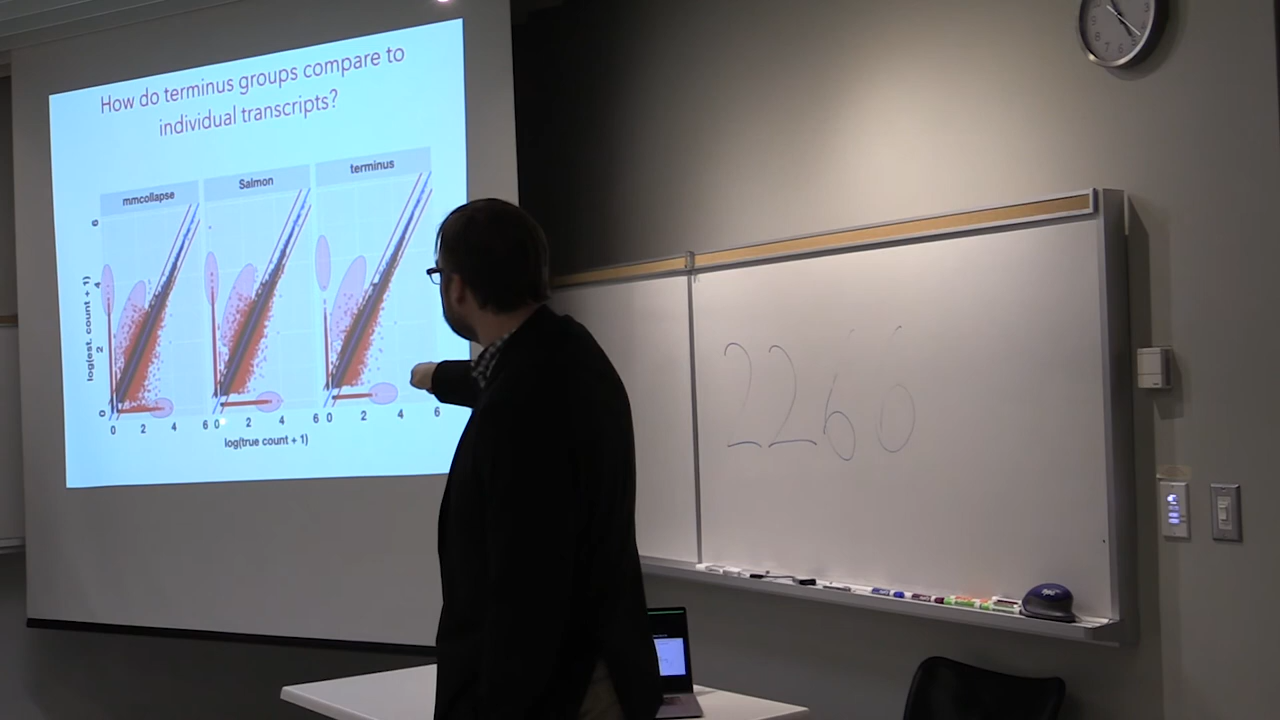 How do terminus groups compare to
individual transcripts?
mmcollapse Salmon terminus
log(est. count + 1)
6
4
2
0
0 2 4 6 0 2 4 6 0 2 4 6
log(true count + 1)
2260